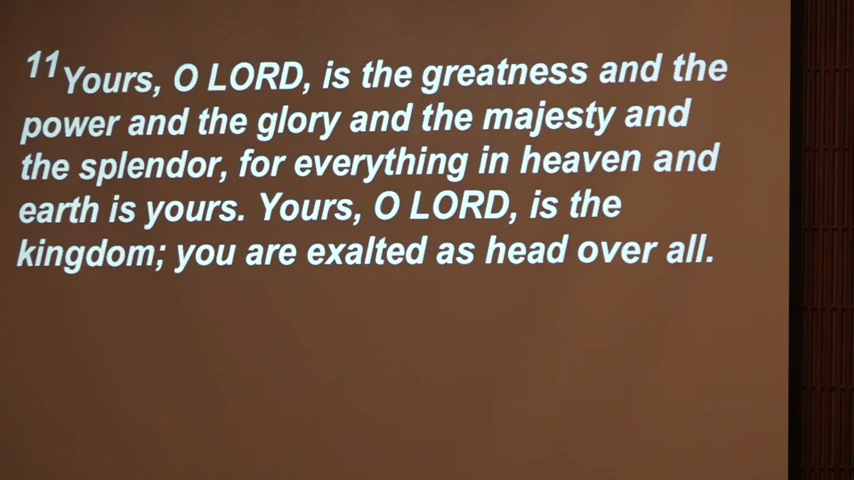 11Yours, O LORD, is the greatness and the
power and the glory and the majesty and
the splendor, for everything in heaven and
earth is yours. Yours, O LORD, is the
kingdom; you are exalted as head over all.